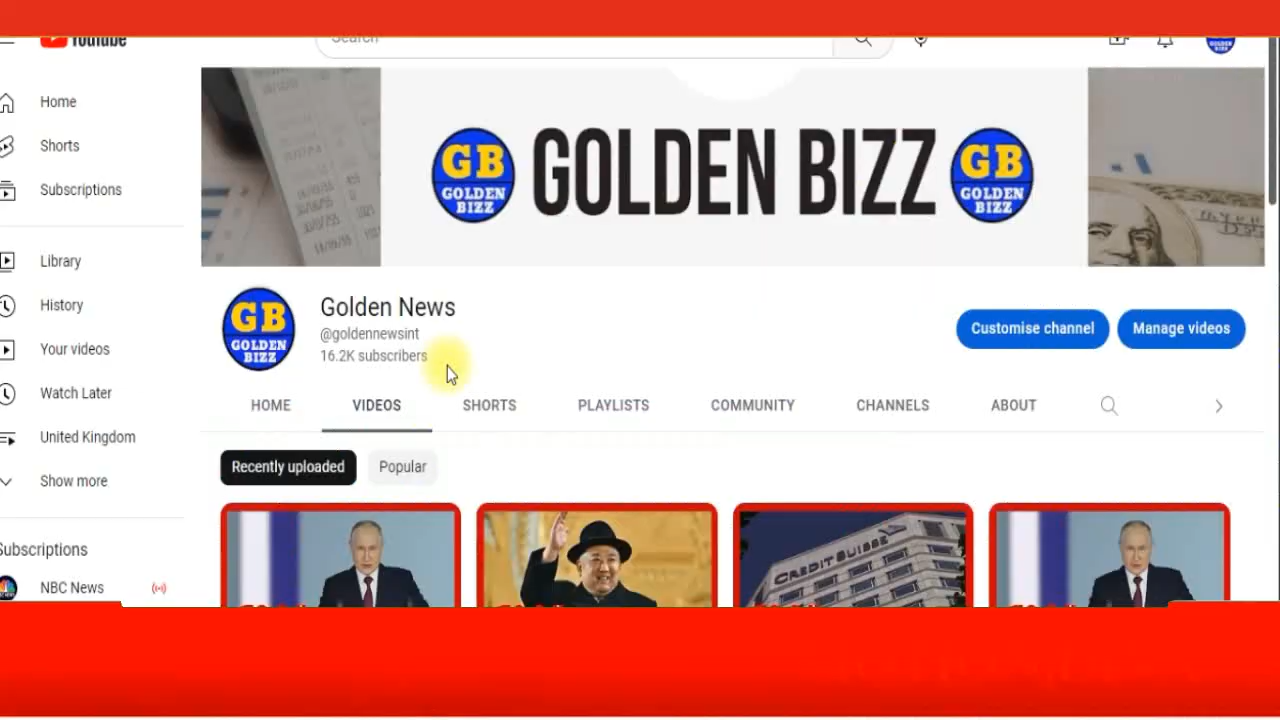 YouTube
Search
Home
Shorts
Subscriptions
Library
History
Your videos
Watch Later
United Kingdom
Show more
Subscriptions
NBC News
GB
GOLDEN
BIZZ
GOLDEN BIZZ
GB
GOLDEN
BIZZ
GB
GOLDEN
BIZZ
Golden News
@goldennewsint
16.2K subscribers
Customise channel
Manage videos
HOME
VIDEOS
SHORTS
PLAYLISTS
COMMUNITY
CHANNELS
ABOUT
Recently uploaded
Popular
CREDIT SUISSE